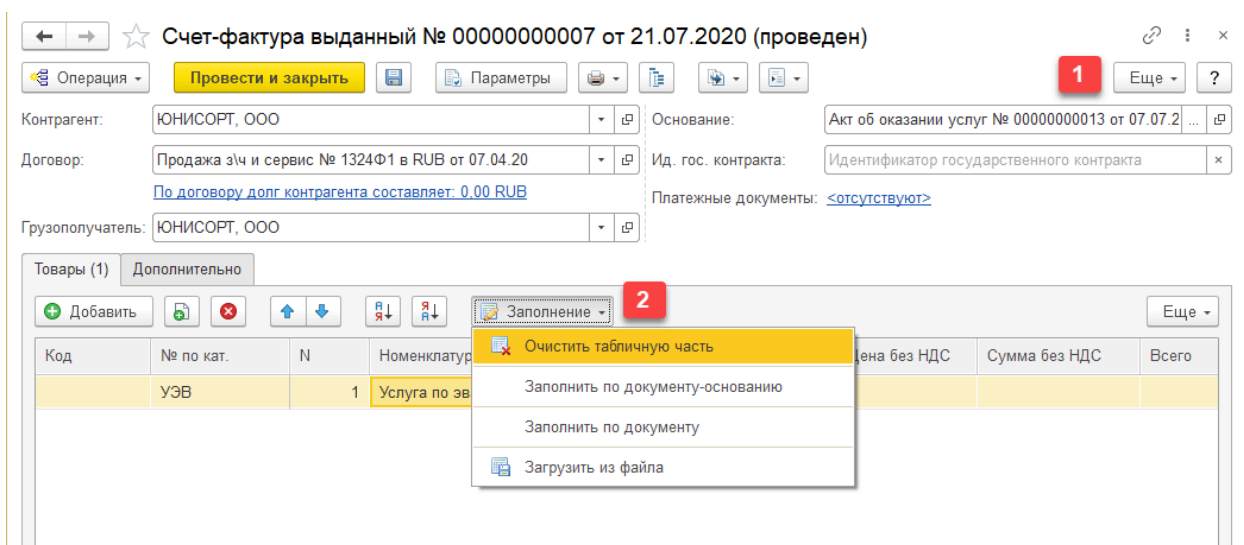 Счет-фактура выданный № 00000000007 от 21.07.2020 (проведен)
Операция Провести и закрыть Параметры 1 Еще ?
Контрагент: ЮНИСОРТ, ООО Основание: Акт об оказании услуг № 00000000013 от 07.07.2 ...
Договор: Продажа з\ч и сервис № 1324Ф1 в RUB от 07.04.20 Ид. гос. контракта: Идентификатор государственного контракта
По договору долг контрагента составляет: 0,00 RUB Платежные документы: <отсутствуют>
Грузополучатель: ЮНИСОРТ, ООО
Товары (1) Дополнительно
Добавить Заполнение 2 Еще
Код № по кат. N Номенклатур Цена без НДС Сумма без НДС Всего
УЭВ 1 Услуга по эв
Очистить табличную часть
Заполнить по документу-основанию
Заполнить по документу
Загрузить из файла